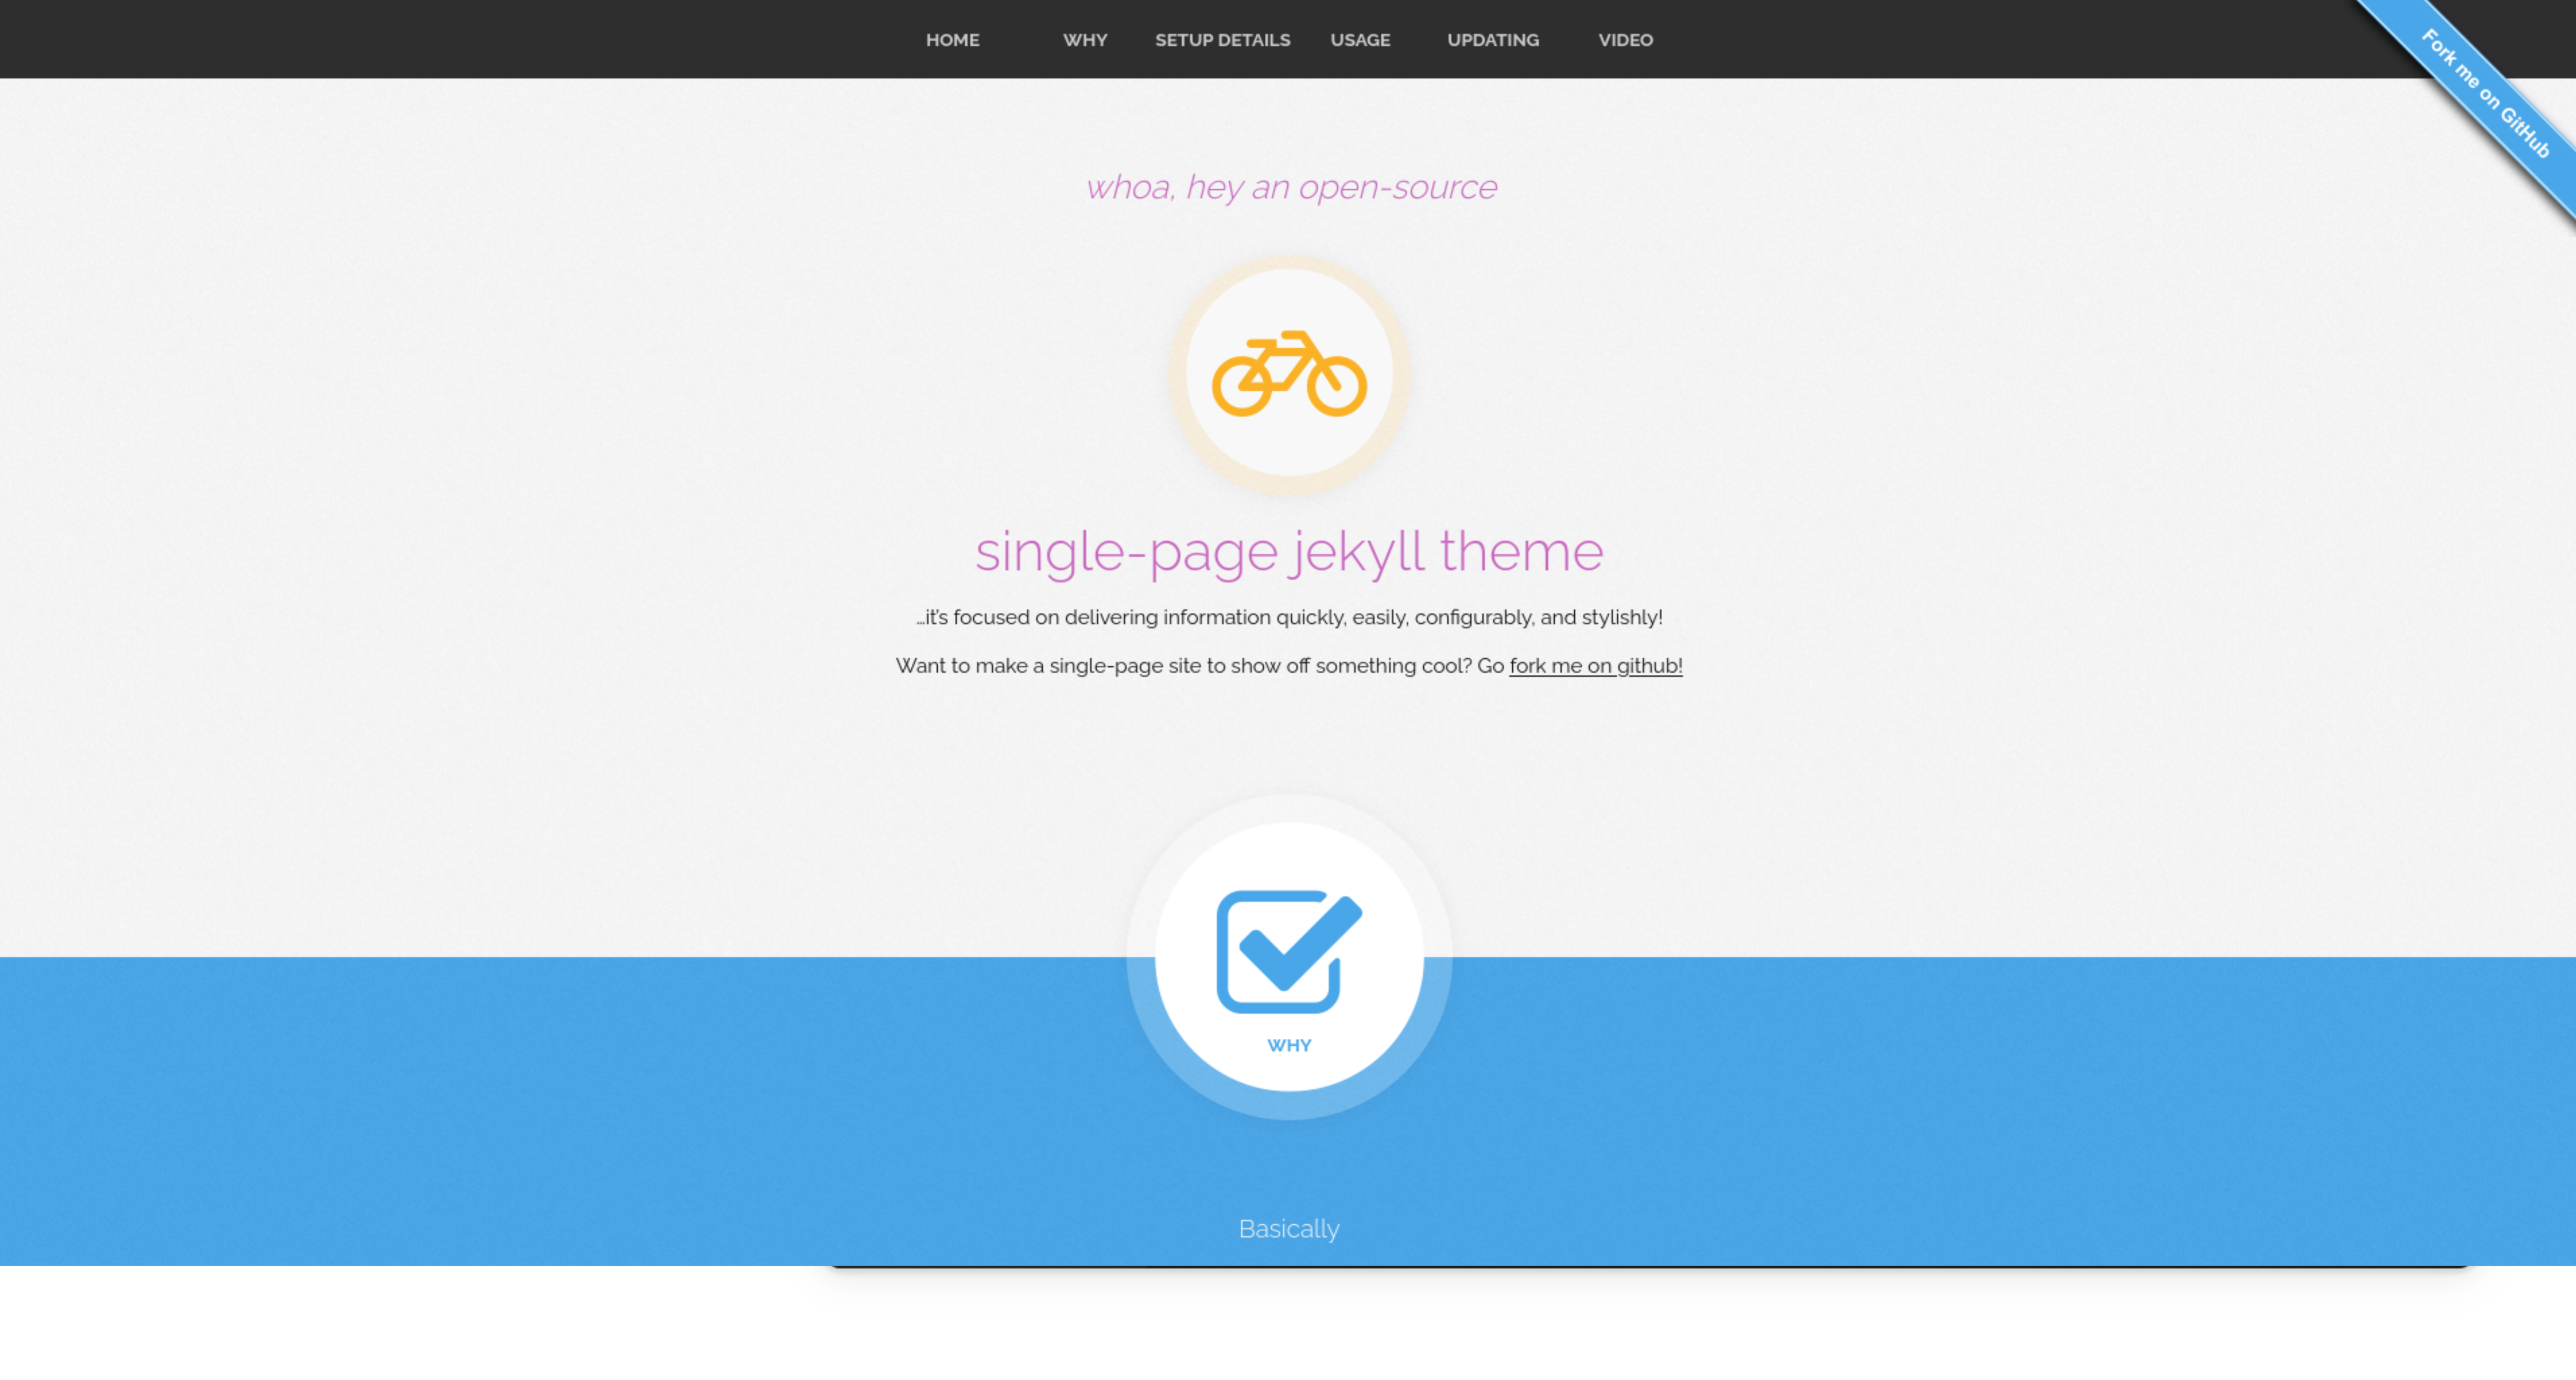 HOME WHY SETUP DETAILS USAGE UPDATING VIDEO
Fork me on GitHub
whoa, hey an open-source
single-page jekyll theme
...it's focused on delivering information quickly, easily, configurably, and stylishly!
Want to make a single-page site to show off something cool? Go fork me on github!
WHY
Basically